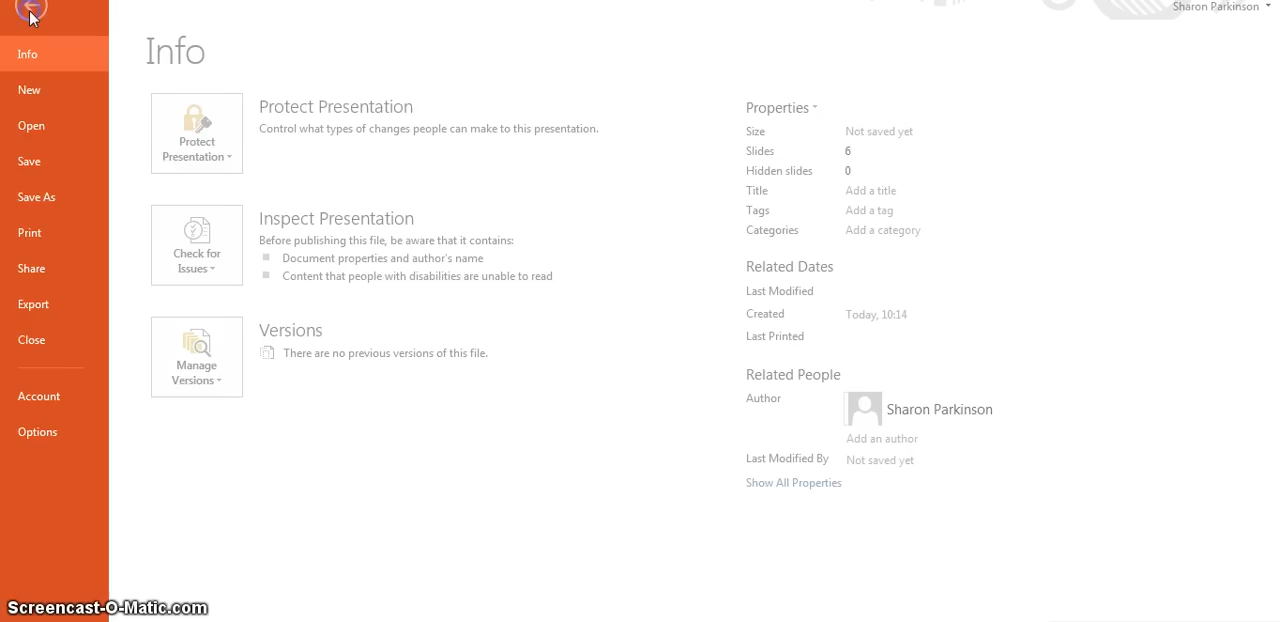 Sharon Parkinson
Info
Info
New
Open
Save
Save As
Print
Share
Export
Close
Account
Options
Protect
Presentation
Protect Presentation
Control what types of changes people can make to this presentation.
Check for
Issues
Inspect Presentation
Before publishing this file, be aware that it contains:
Document properties and author's name
Content that people with disabilities are unable to read
Manage
Versions
Versions
There are no previous versions of this file.
Properties
Size Not saved yet
Slides 6
Hidden slides 0
Title Add a title
Tags Add a tag
Categories Add a category
Related Dates
Last Modified
Created Today, 10:14
Last Printed
Related People
Author Sharon Parkinson
Add an author
Last Modified By Not saved yet
Show All Properties
Screencast-O-Matic.com